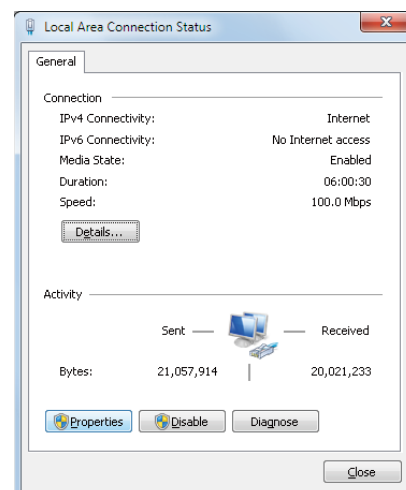 Local Area Connection Status
General
Connection
IPv4 Connectivity: Internet
IPv6 Connectivity: No Internet access
Media State: Enabled
Duration: 06:00:30
Speed: 100.0 Mbps
Details...
Activity
Sent Received
Bytes: 21,057,914 20,021,233
Properties Disable Diagnose
Close